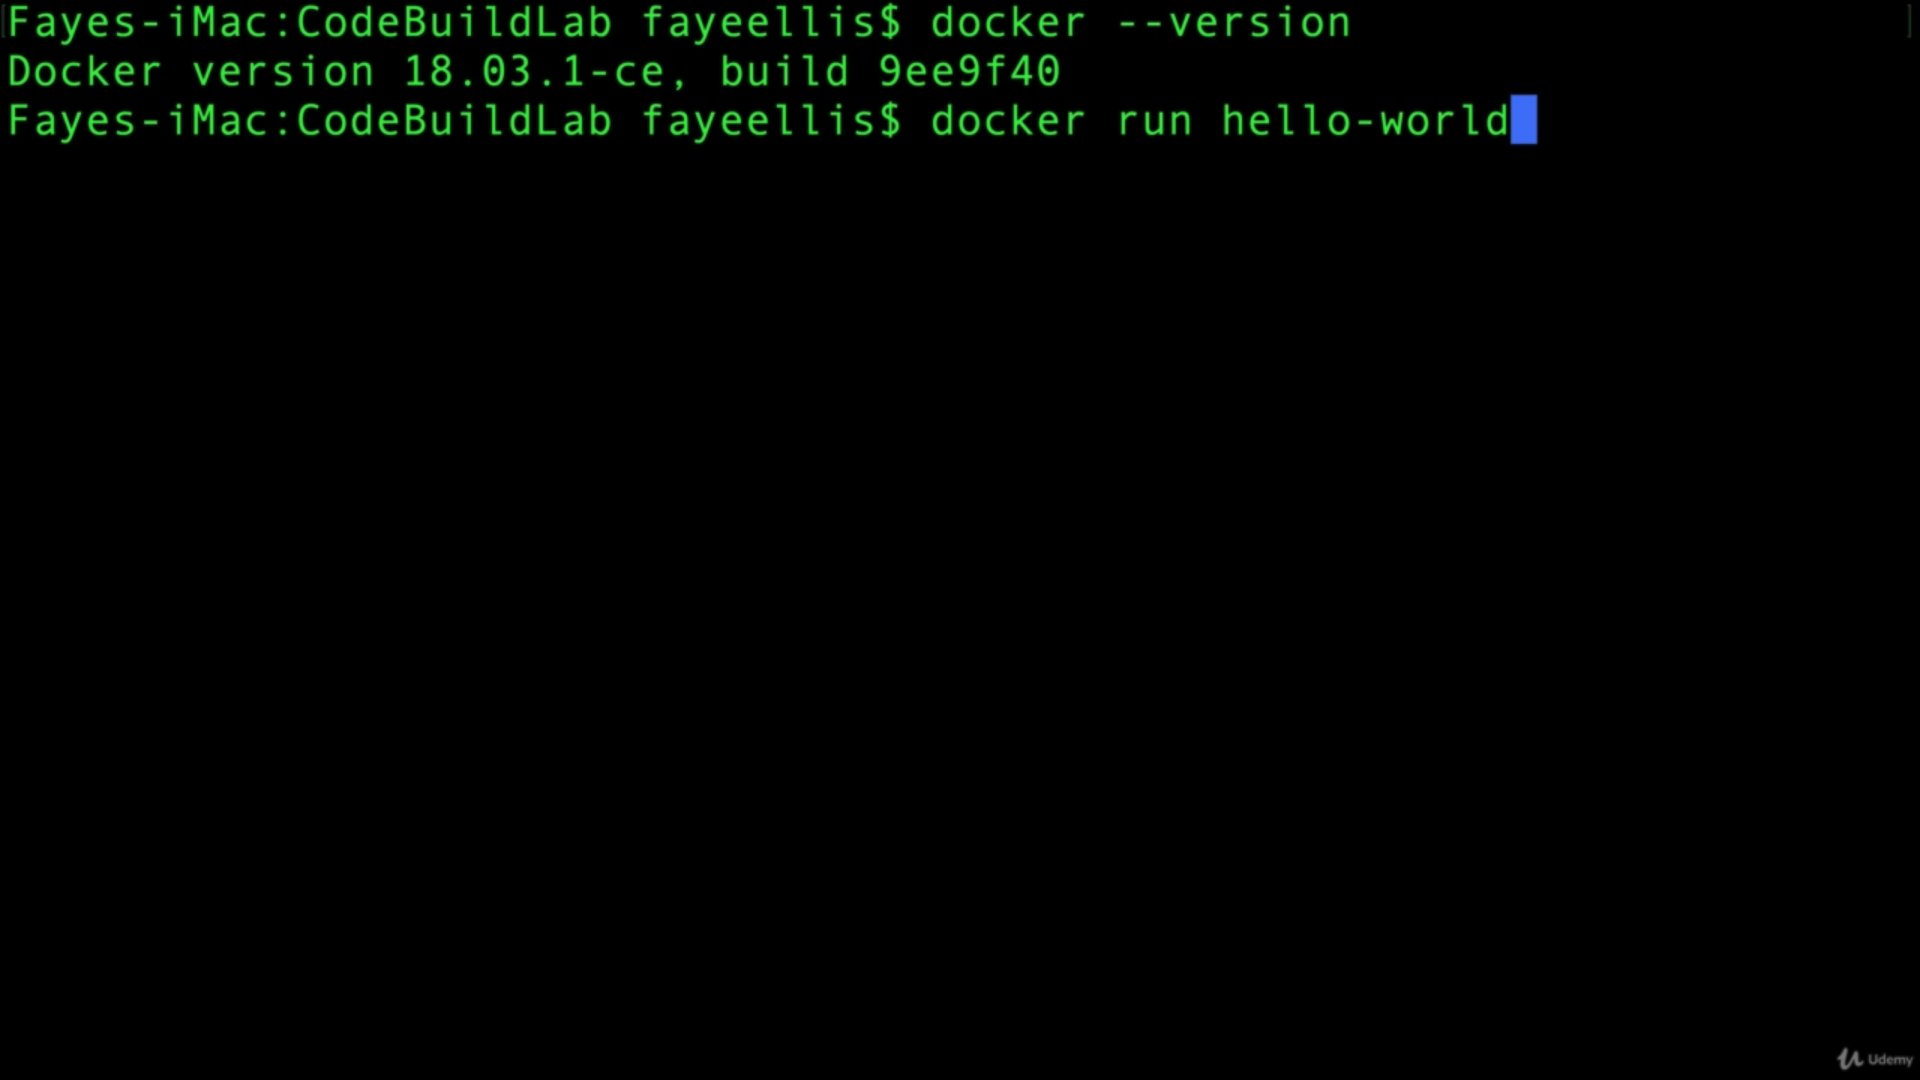 Fayes-iMac:CodeBuildLab fayeellis$ docker --version
Docker version 18.03.1-ce, build 9ee9f40
Fayes-iMac:CodeBuildLab fayeellis$ docker run hello-world
Udemy